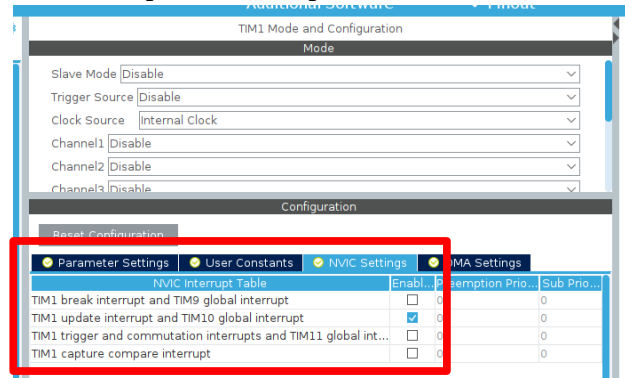 Additional Software Pinout
TIM1 Mode and Configuration
Mode
Slave Mode Disable
Trigger Source Disable
Clock Source Internal Clock
Channel1 Disable
Channel2 Disable
Channel3 Disable
Configuration
Reset Configuration
Parameter Settings User Constants NVIC Settings DMA Settings
NVIC Interrupt Table Enabl... Preemption Prio... Sub Prio...
TIM1 break interrupt and TIM9 global interrupt 0 0
TIM1 update interrupt and TIM10 global interrupt 0 0
TIM1 trigger and commutation interrupts and TIM11 global int... 0 0
TIM1 capture compare interrupt 0 0